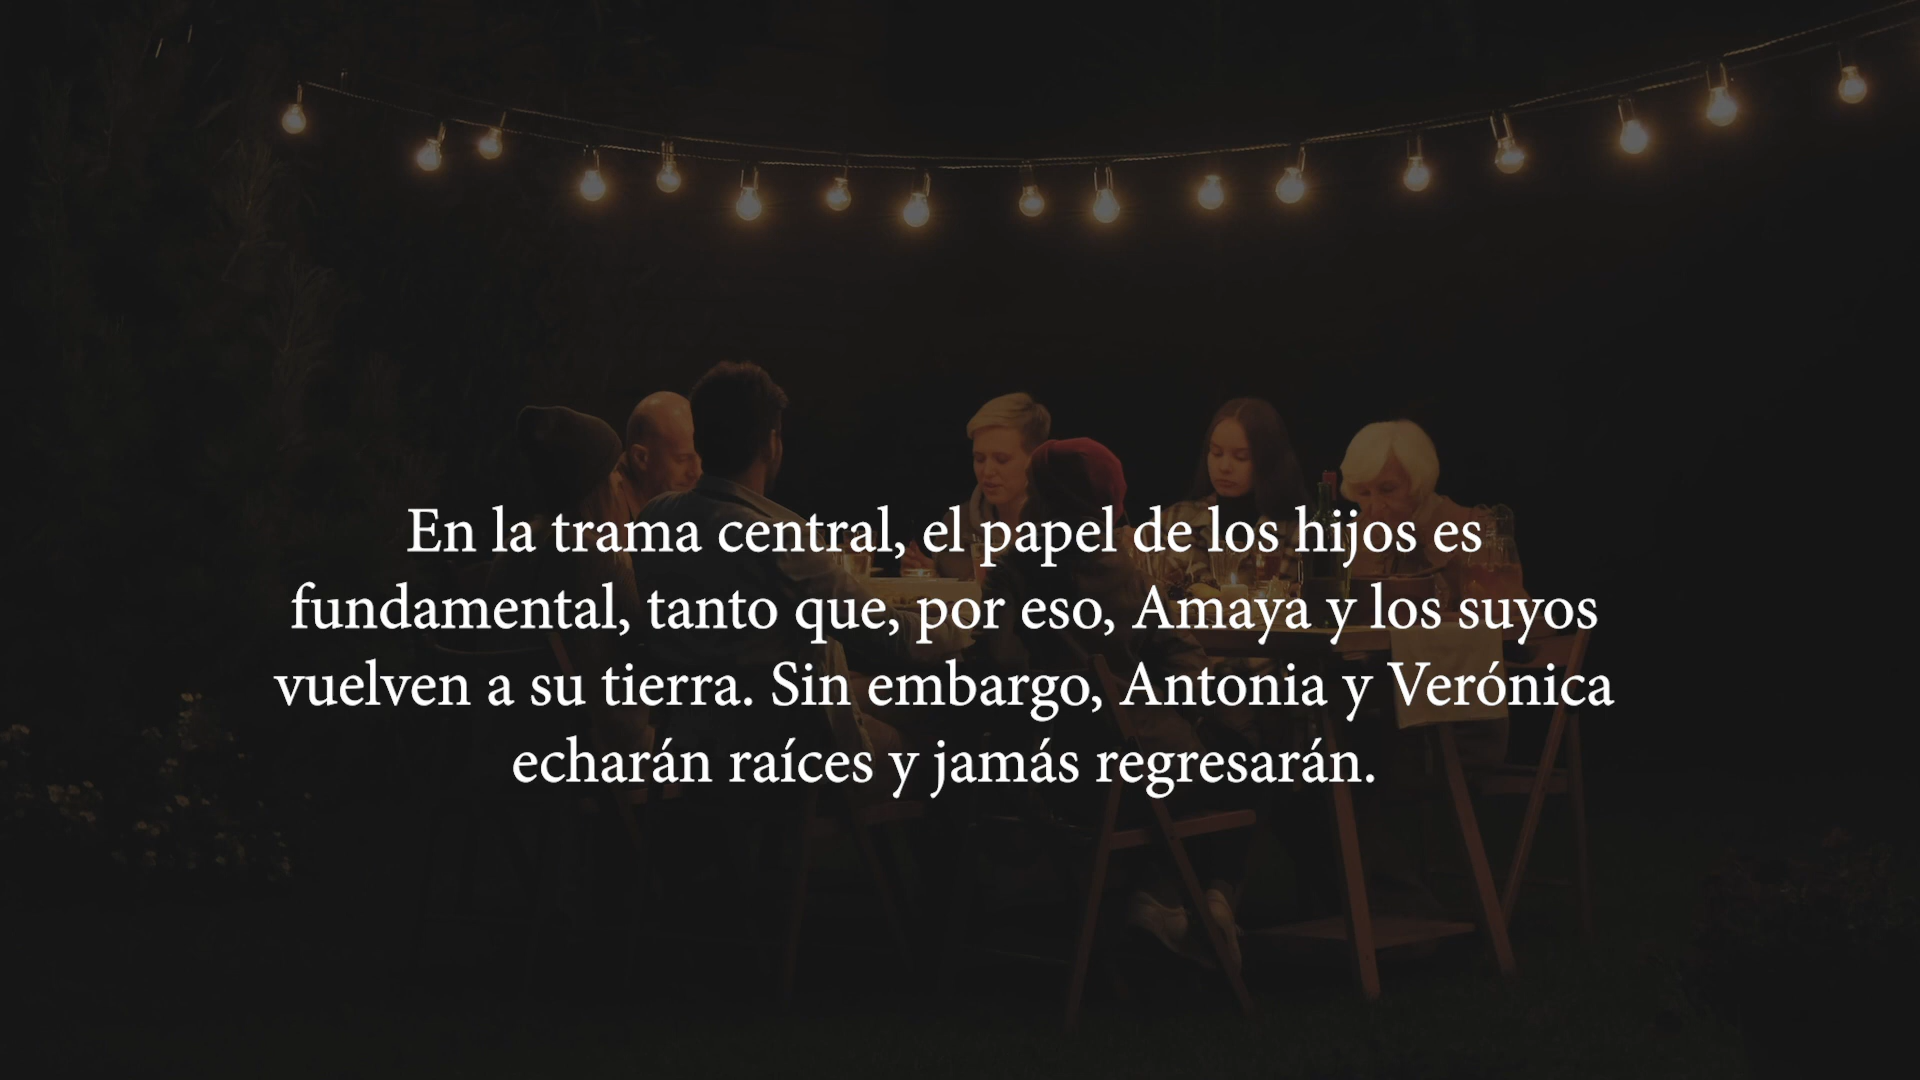 En la trama central, el papel de los hijos es
fundamental, tanto que, por eso, Amaya y los suyos
vuelven a su tierra. Sin embargo, Antonia y Verónica
echarán raíces y jamás regresarán.